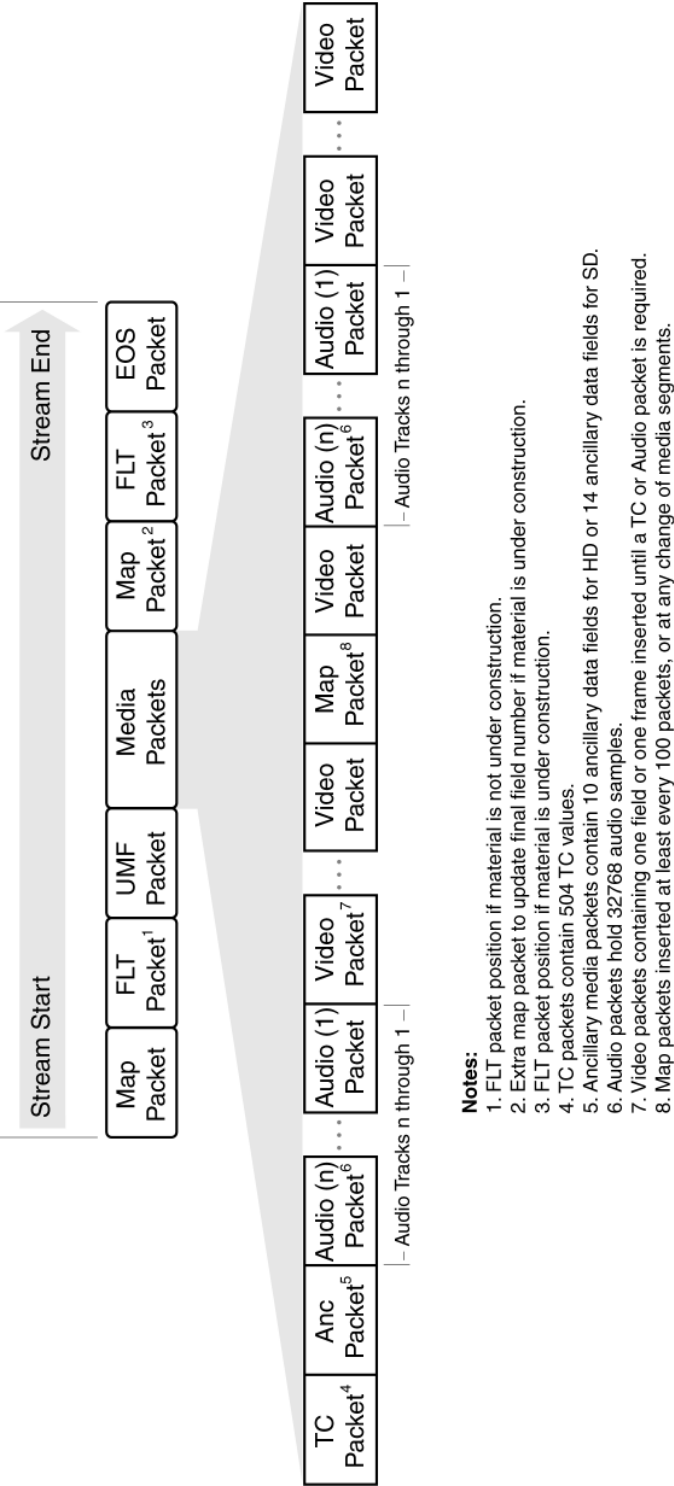 Stream Start
Stream End
Map
Packet
FLT
Packet¹
UMF
Packet
Media
Packets
Map
Packet²
FLT
Packet³
EOS
Packet
TC
Packet⁴
Anc
Packet⁵
Audio (n)
Packet⁶
...
Audio (1)
Packet
Video
Packet⁷
...
Video
Packet
Map
Packet⁸
Video
Packet
Audio (n)
Packet⁶
...
Audio (1)
Packet
Video
Packet
...
Video
Packet
– Audio Tracks n through 1 –
– Audio Tracks n through 1 –
Notes:
1. FLT packet position if material is not under construction.
2. Extra map packet to update final field number if material is under construction.
3. FLT packet position if material is under construction.
4. TC packets contain 504 TC values.
5. Ancillary media packets contain 10 ancillary data fields for HD or 14 ancillary data fields for SD.
6. Audio packets hold 32768 audio samples.
7. Video packets containing one field or one frame inserted until a TC or Audio packet is required.
8. Map packets inserted at least every 100 packets, or at any change of media segments.